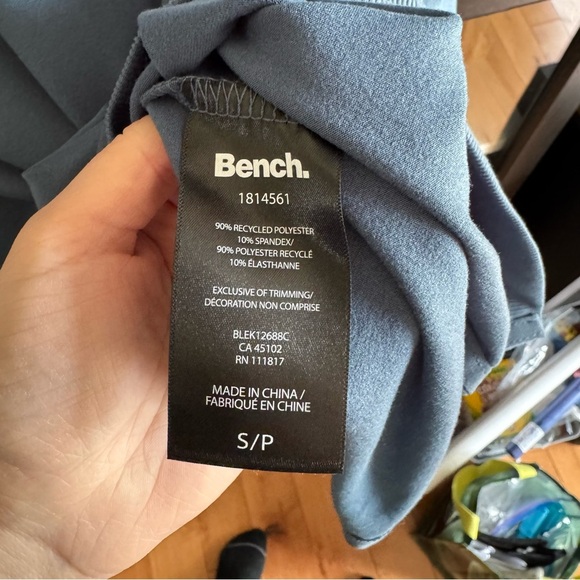 Bench.
1814561
90% RECYCLED POLYESTER
10% SPANDEX/
90% POLYESTER RECYCLÉ
10% ÉLASTHANNE
EXCLUSIVE OF TRIMMING/
DÉCORATION NON COMPRISE
BLEK12688C
CA 45102
RN 111817
MADE IN CHINA /
FABRIQUÉ EN CHINE
S/P